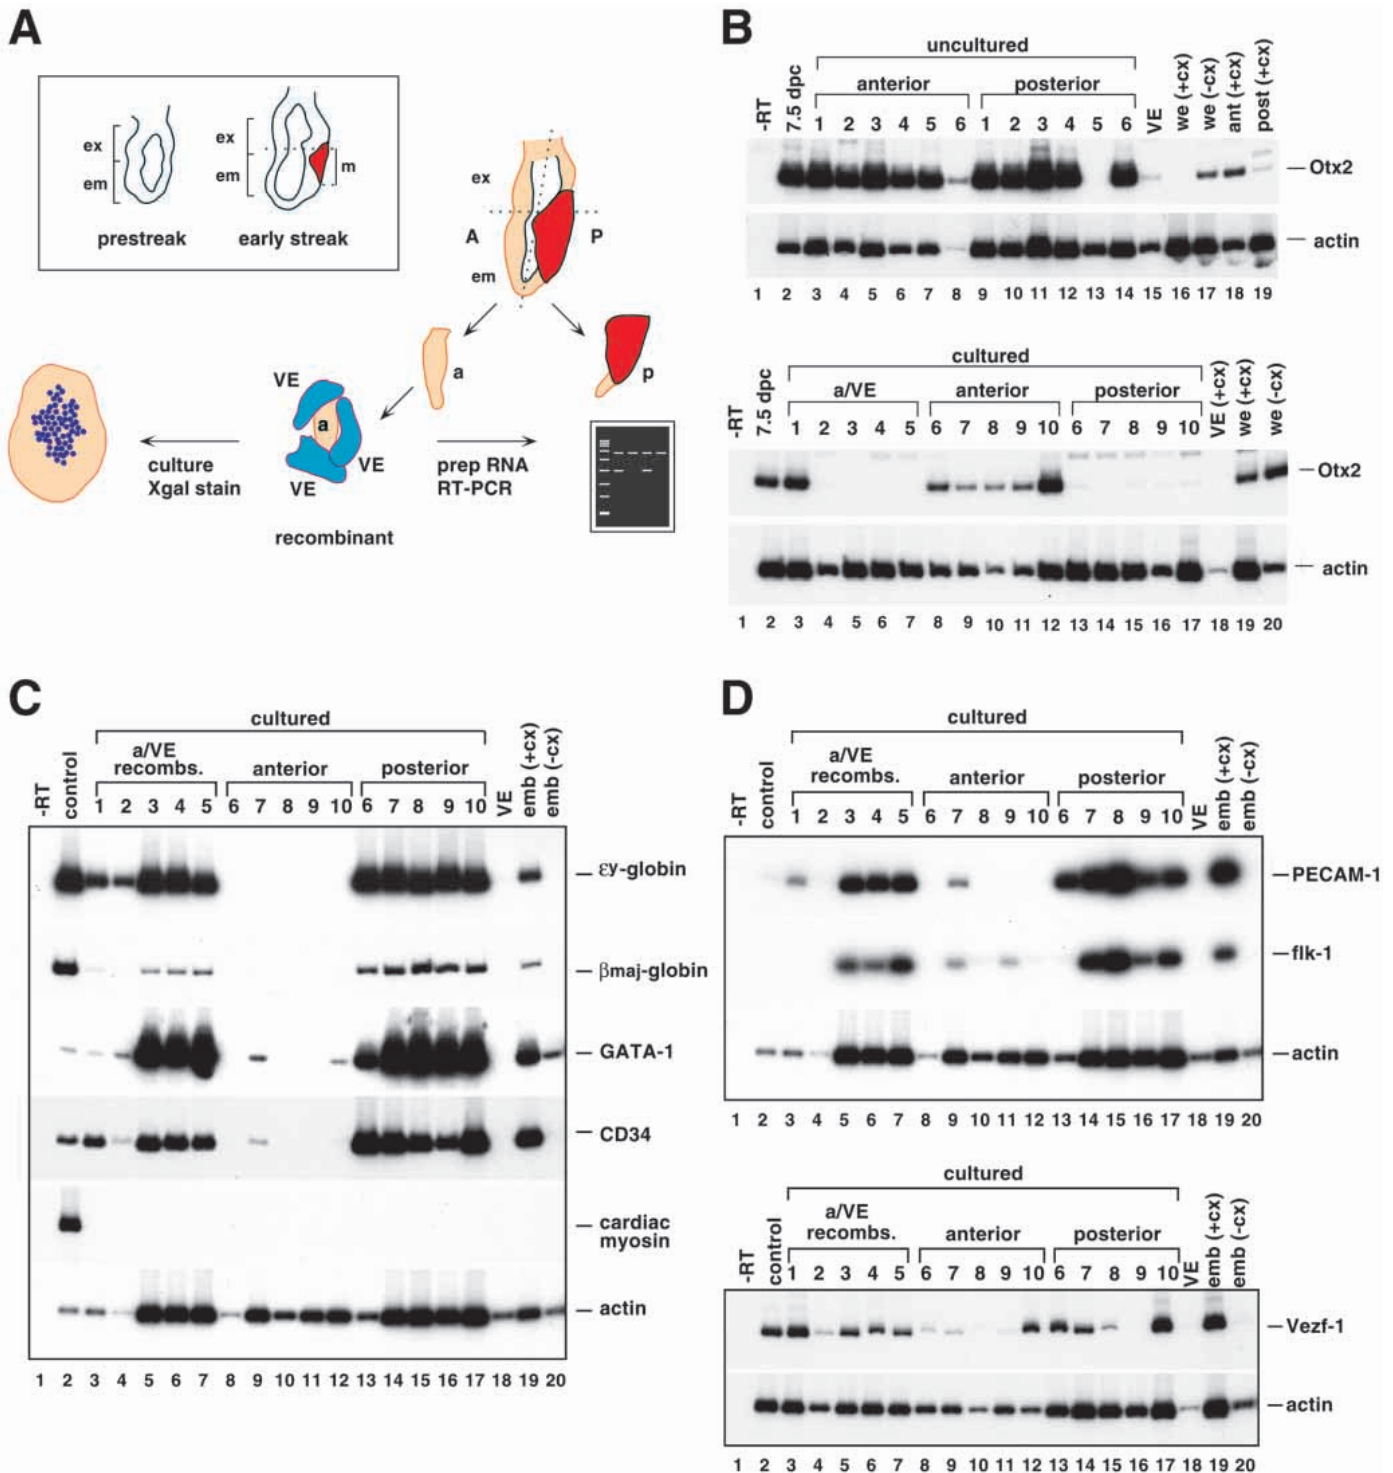 A
ex
em
prestreak
ex
em
m
early streak
ex
A
P
em
a
p
VE
a
VE
VE
recombinant
culture
Xgal stain
prep RNA
RT-PCR
B
uncultured
anterior
posterior
-RT
7.5 dpc
1 2 3 4 5 6 1 2 3 4 5 6
VE
we (+cx)
we (-cx)
ant (+cx)
post (+cx)
Otx2
actin
1 2 3 4 5 6 7 8 9 10 11 12 13 14 15 16 17 18 19
cultured
a/VE
anterior
posterior
-RT
7.5 dpc
1 2 3 4 5 6 7 8 9 10 6 7 8 9 10
VE (+cx)
we (+cx)
we (-cx)
Otx2
actin
1 2 3 4 5 6 7 8 9 10 11 12 13 14 15 16 17 18 19 20
C
cultured
a/VE
recombs.
anterior
posterior
-RT
control
1 2 3 4 5 6 7 8 9 10 6 7 8 9 10
VE
emb (+cx)
emb (-cx)
εy-globin
βmaj-globin
GATA-1
CD34
cardiac
myosin
actin
1 2 3 4 5 6 7 8 9 10 11 12 13 14 15 16 17 18 19 20
D
cultured
a/VE
recombs.
anterior
posterior
-RT
control
1 2 3 4 5 6 7 8 9 10 6 7 8 9 10
VE
emb (+cx)
emb (-cx)
PECAM-1
flk-1
actin
1 2 3 4 5 6 7 8 9 10 11 12 13 14 15 16 17 18 19 20
cultured
a/VE
recombs.
anterior
posterior
-RT
control
1 2 3 4 5 6 7 8 9 10 6 7 8 9 10
VE
emb (+cx)
emb (-cx)
Vezf-1
actin
1 2 3 4 5 6 7 8 9 10 11 12 13 14 15 16 17 18 19 20